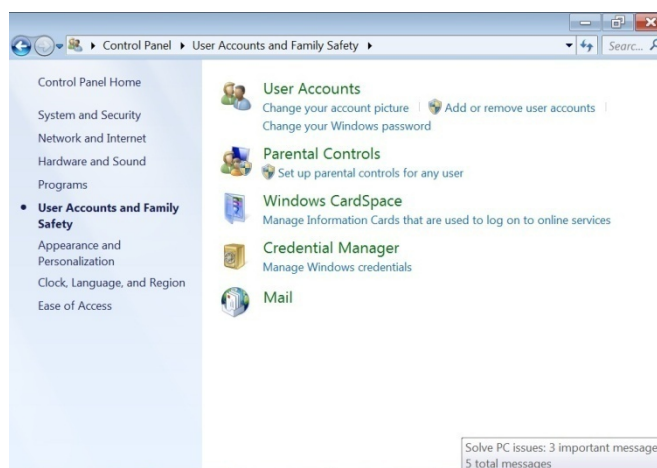 Control Panel ▸ User Accounts and Family Safety ▸
Searc...
Control Panel Home
System and Security
Network and Internet
Hardware and Sound
Programs
User Accounts and Family
Safety
Appearance and
Personalization
Clock, Language, and Region
Ease of Access
User Accounts
Change your account picture Add or remove user accounts
Change your Windows password
Parental Controls
Set up parental controls for any user
Windows CardSpace
Manage Information Cards that are used to log on to online services
Credential Manager
Manage Windows credentials
Mail
Solve PC issues: 3 important message
5 total messages